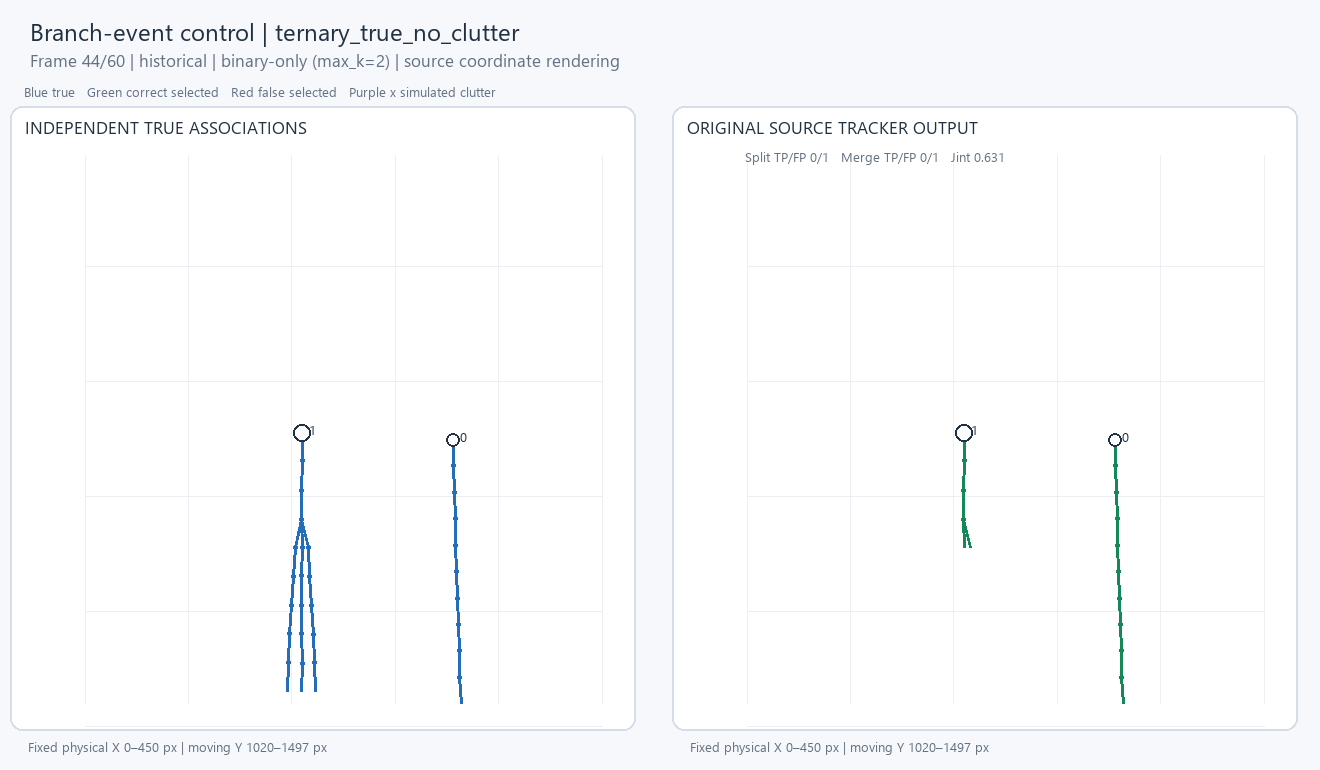 Branch-event control | ternary_true_no_clutter
Frame 44/60 | historical | binary-only (max_k=2) | source coordinate rendering
Blue true   Green correct selected   Red false selected   Purple x simulated clutter
INDEPENDENT TRUE ASSOCIATIONS
1
0
Fixed physical X 0–450 px | moving Y 1020–1497 px
ORIGINAL SOURCE TRACKER OUTPUT
Split TP/FP 0/1   Merge TP/FP 0/1   Jint 0.631
1
0
Fixed physical X 0–450 px | moving Y 1020–1497 px